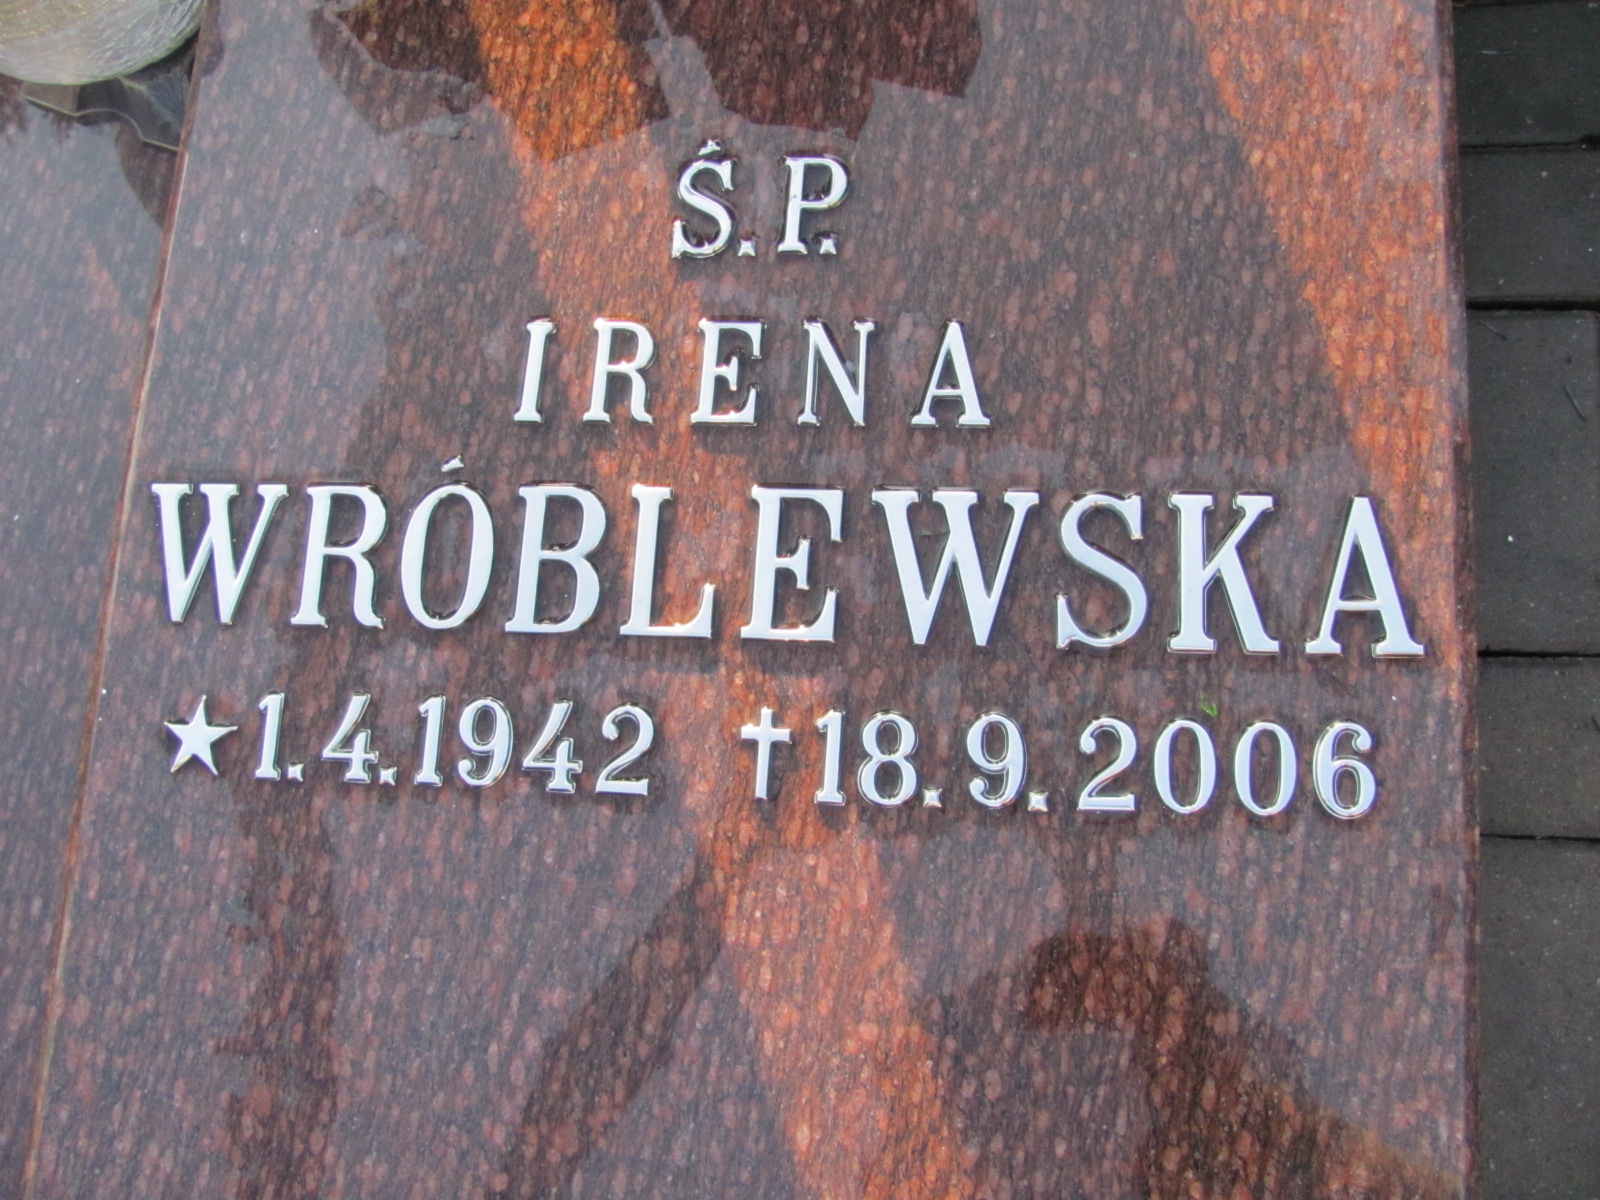 Ś.P.
IRENA
WRÓBLEWSKA
★1.4.1942 ✝18.9.2006